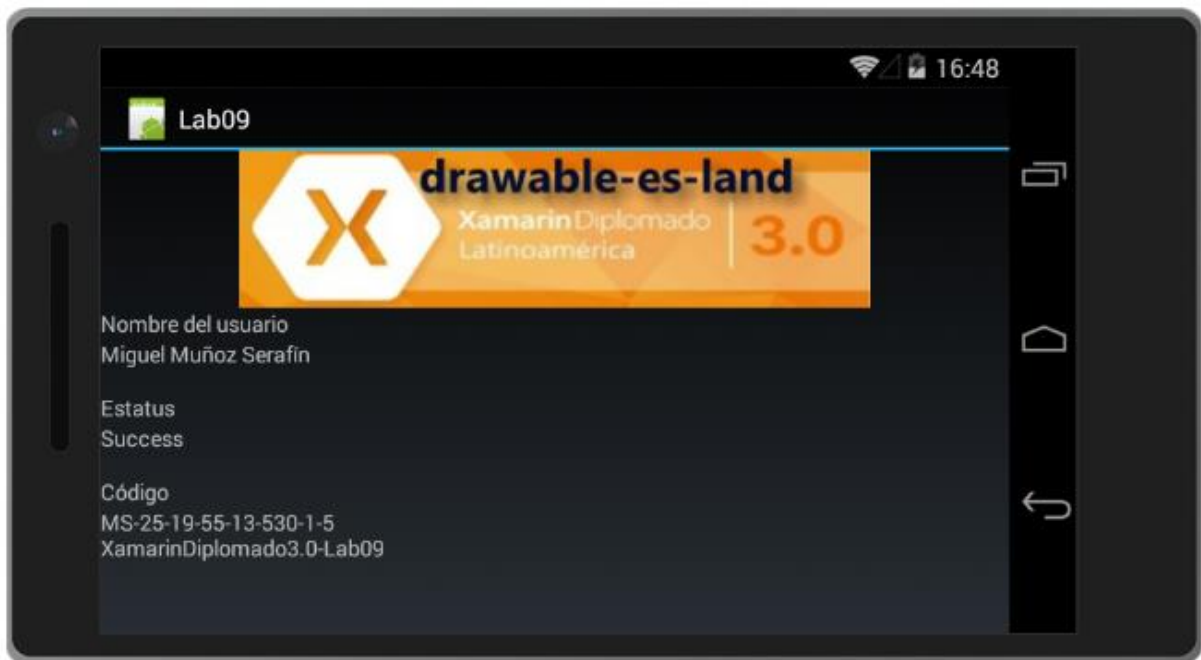 16:48
Lab09
drawable-es-land
Xamarin Diplomado
Latinoamérica
3.0
Nombre del usuario
Miguel Muñoz Serafín
Estatus
Success
Código
MS-25-19-55-13-530-1-5
XamarinDiplomado3.0-Lab09